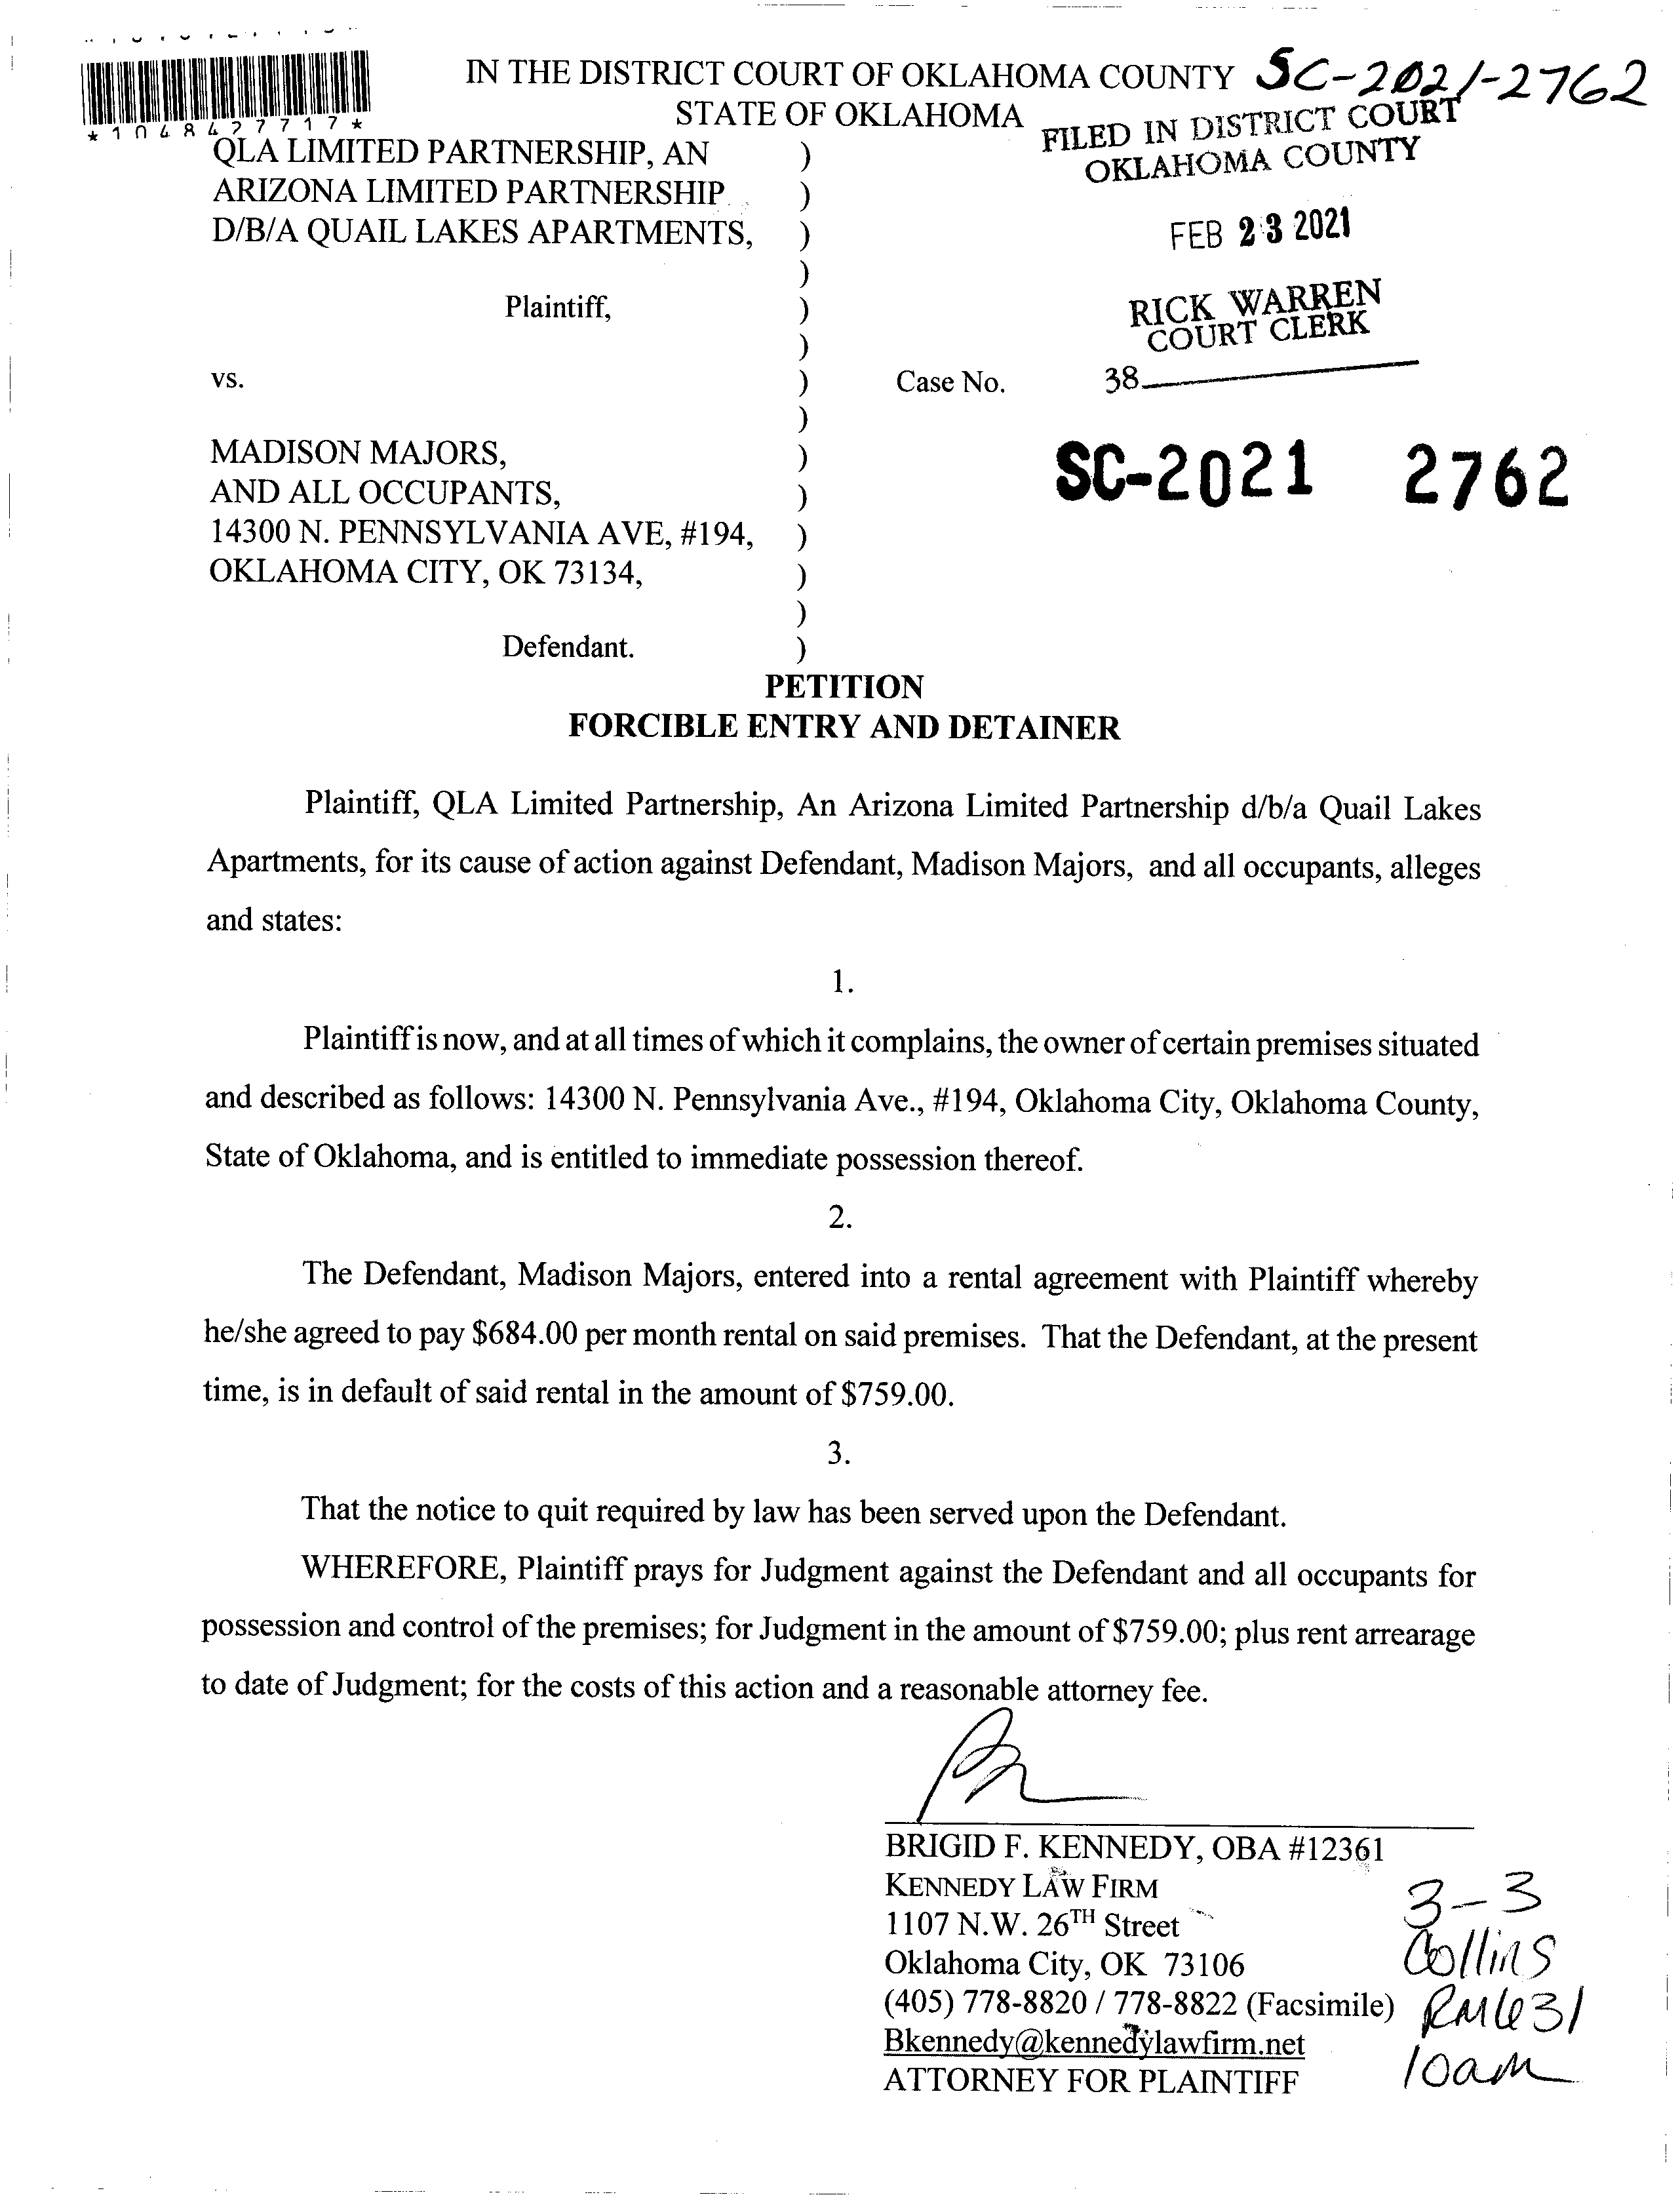 IN THE DISTRICT COURT OF OKLAHOMA COUNTY SC-2021-2762
STATE OF OKLAHOMA
*1048427717*
FILED IN DISTRICT COURT
OKLAHOMA COUNTY
QLA LIMITED PARTNERSHIP, AN )
ARIZONA LIMITED PARTNERSHIP )
D/B/A QUAIL LAKES APARTMENTS, )
FEB 23 2021
)
Plaintiff, )
RICK WARREN
COURT CLERK
)
vs. ) Case No. 38
)
MADISON MAJORS, )
SC-2021 2762
AND ALL OCCUPANTS, )
14300 N. PENNSYLVANIA AVE, #194, )
OKLAHOMA CITY, OK 73134, )
)
Defendant. )
PETITION
FORCIBLE ENTRY AND DETAINER
Plaintiff, QLA Limited Partnership, An Arizona Limited Partnership d/b/a Quail Lakes
Apartments, for its cause of action against Defendant, Madison Majors, and all occupants, alleges
and states:
1.
Plaintiff is now, and at all times of which it complains, the owner of certain premises situated
and described as follows: 14300 N. Pennsylvania Ave., #194, Oklahoma City, Oklahoma County,
State of Oklahoma, and is entitled to immediate possession thereof.
2.
The Defendant, Madison Majors, entered into a rental agreement with Plaintiff whereby
he/she agreed to pay $684.00 per month rental on said premises. That the Defendant, at the present
time, is in default of said rental in the amount of $759.00.
3.
That the notice to quit required by law has been served upon the Defendant.
WHEREFORE, Plaintiff prays for Judgment against the Defendant and all occupants for
possession and control of the premises; for Judgment in the amount of $759.00; plus rent arrearage
to date of Judgment; for the costs of this action and a reasonable attorney fee.
BRIGID F. KENNEDY, OBA #12361
KENNEDY LAW FIRM
1107 N.W. 26TH Street
Oklahoma City, OK 73106
(405) 778-8820 / 778-8822 (Facsimile)
Bkennedy@kennedylawfirm.net
ATTORNEY FOR PLAINTIFF
3-3
Collins
RM 631
10am